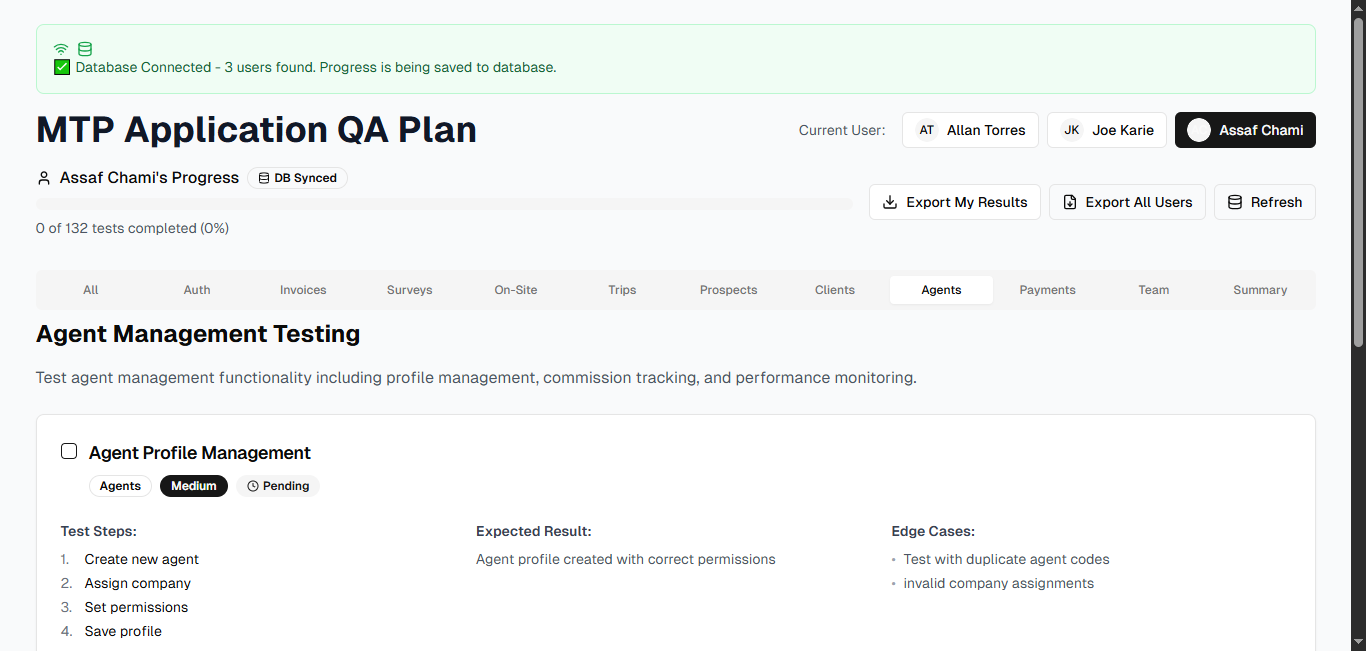 ✅ Database Connected - 3 users found. Progress is being saved to database.
MTP Application QA Plan
Current User: AT Allan Torres JK Joe Karie Assaf Chami
Assaf Chami's Progress DB Synced
Export My Results Export All Users Refresh
0 of 132 tests completed (0%)
All Auth Invoices Surveys On-Site Trips Prospects Clients Agents Payments Team Summary
Agent Management Testing
Test agent management functionality including profile management, commission tracking, and performance monitoring.
Agent Profile Management
Agents Medium Pending
Test Steps:
1. Create new agent
2. Assign company
3. Set permissions
4. Save profile
Expected Result:
Agent profile created with correct permissions
Edge Cases:
• Test with duplicate agent codes
• invalid company assignments